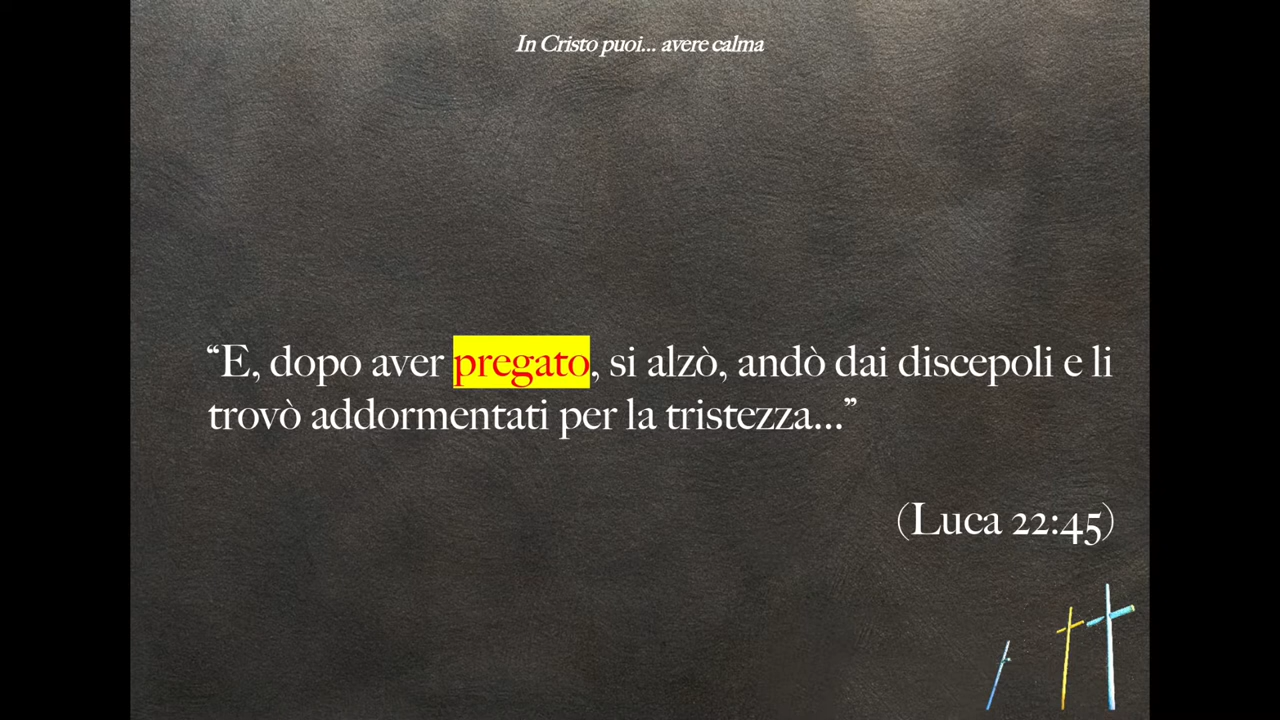 In Cristo puoi... avere calma
“E, dopo aver pregato, si alzò, andò dai discepoli e li
trovò addormentati per la tristezza...”
(Luca 22:45)